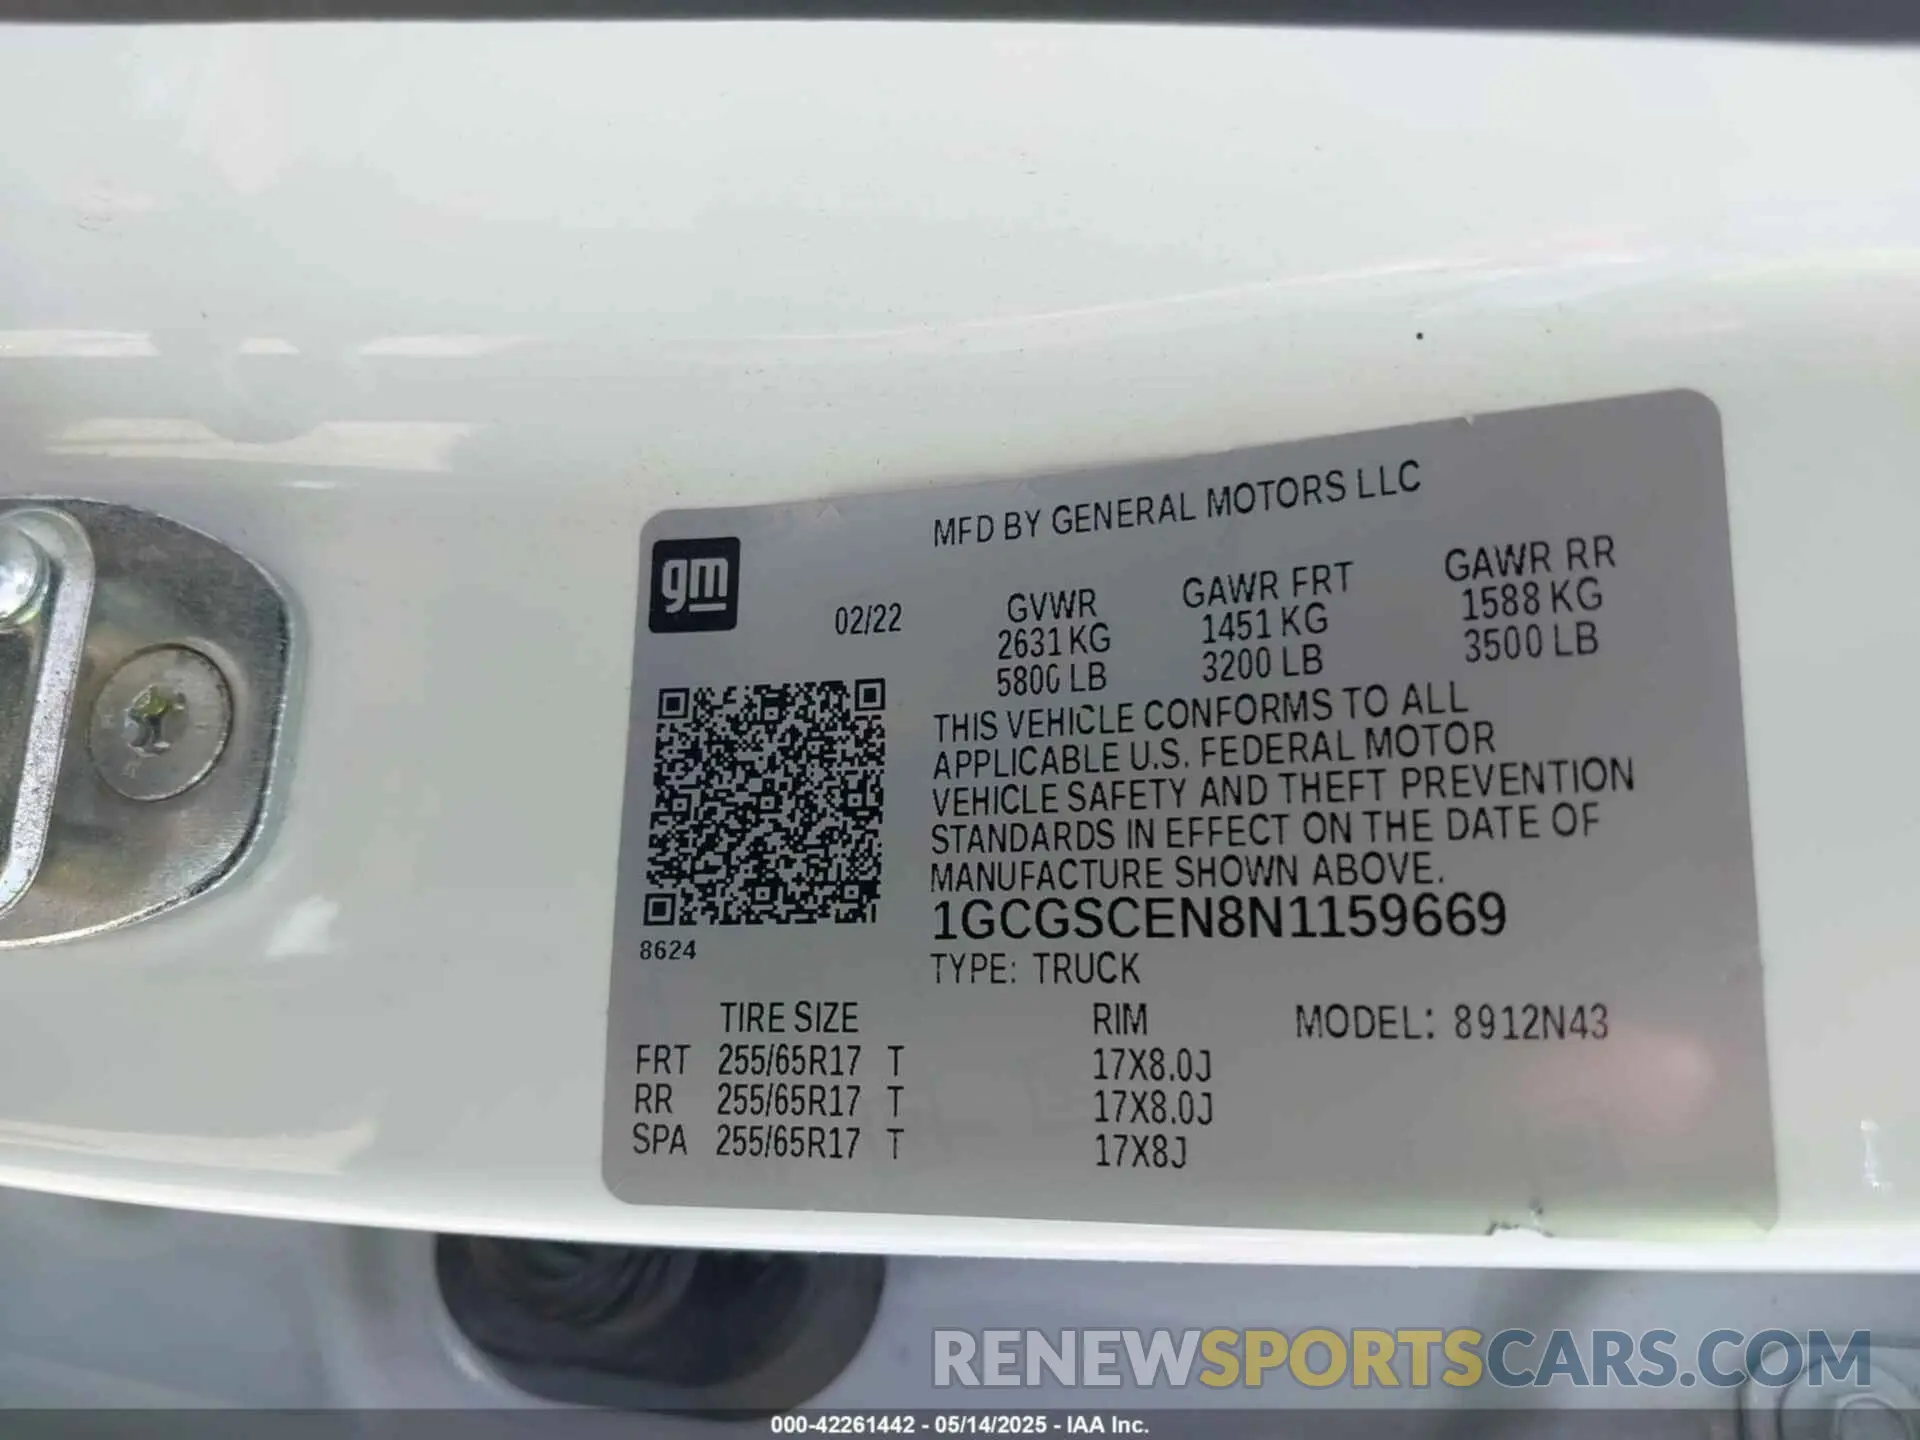 MFD BY GENERAL MOTORS LLC
gm
02/22
GVWR GAWR FRT GAWR RR
2631 KG 1451 KG 1588 KG
5800 LB 3200 LB 3500 LB
THIS VEHICLE CONFORMS TO ALL
APPLICABLE U.S. FEDERAL MOTOR
VEHICLE SAFETY AND THEFT PREVENTION
STANDARDS IN EFFECT ON THE DATE OF
MANUFACTURE SHOWN ABOVE.
1GCGSCEN8N1159669
8624
TYPE: TRUCK
TIRE SIZE RIM MODEL: 8912N43
FRT 255/65R17 T 17X8.0J
RR 255/65R17 T 17X8.0J
SPA 255/65R17 T 17X8J
RENEWSPORTSCARS.COM
000-42261442 - 05/14/2025 - IAA Inc.